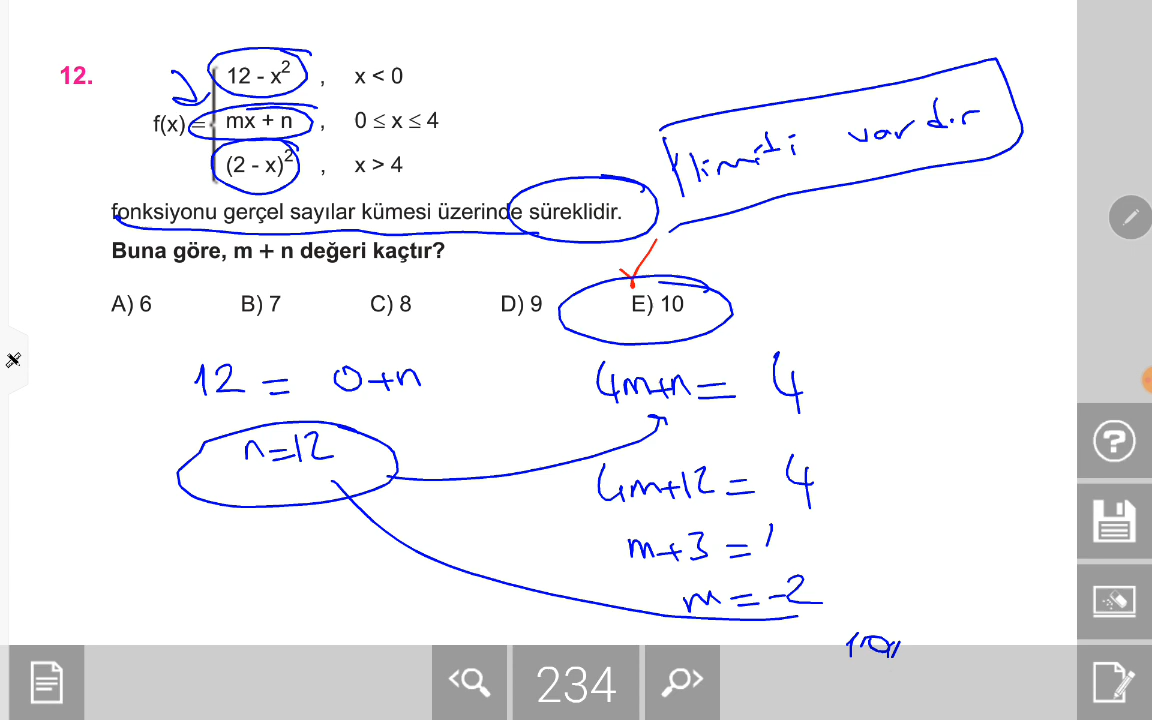 12.
12 - x² , x < 0
f(x) = mx + n , 0 ≤ x ≤ 4
(2 - x)² , x > 4
limiti vardır
fonksiyonu gerçel sayılar kümesi üzerinde süreklidir.
Buna göre, m + n değeri kaçtır?
A) 6 B) 7 C) 8 D) 9 E) 10
12 = 0+n 4m+n = 4
n=12
4m+12 = 4
m+3 = 1
m = -2
10//
234